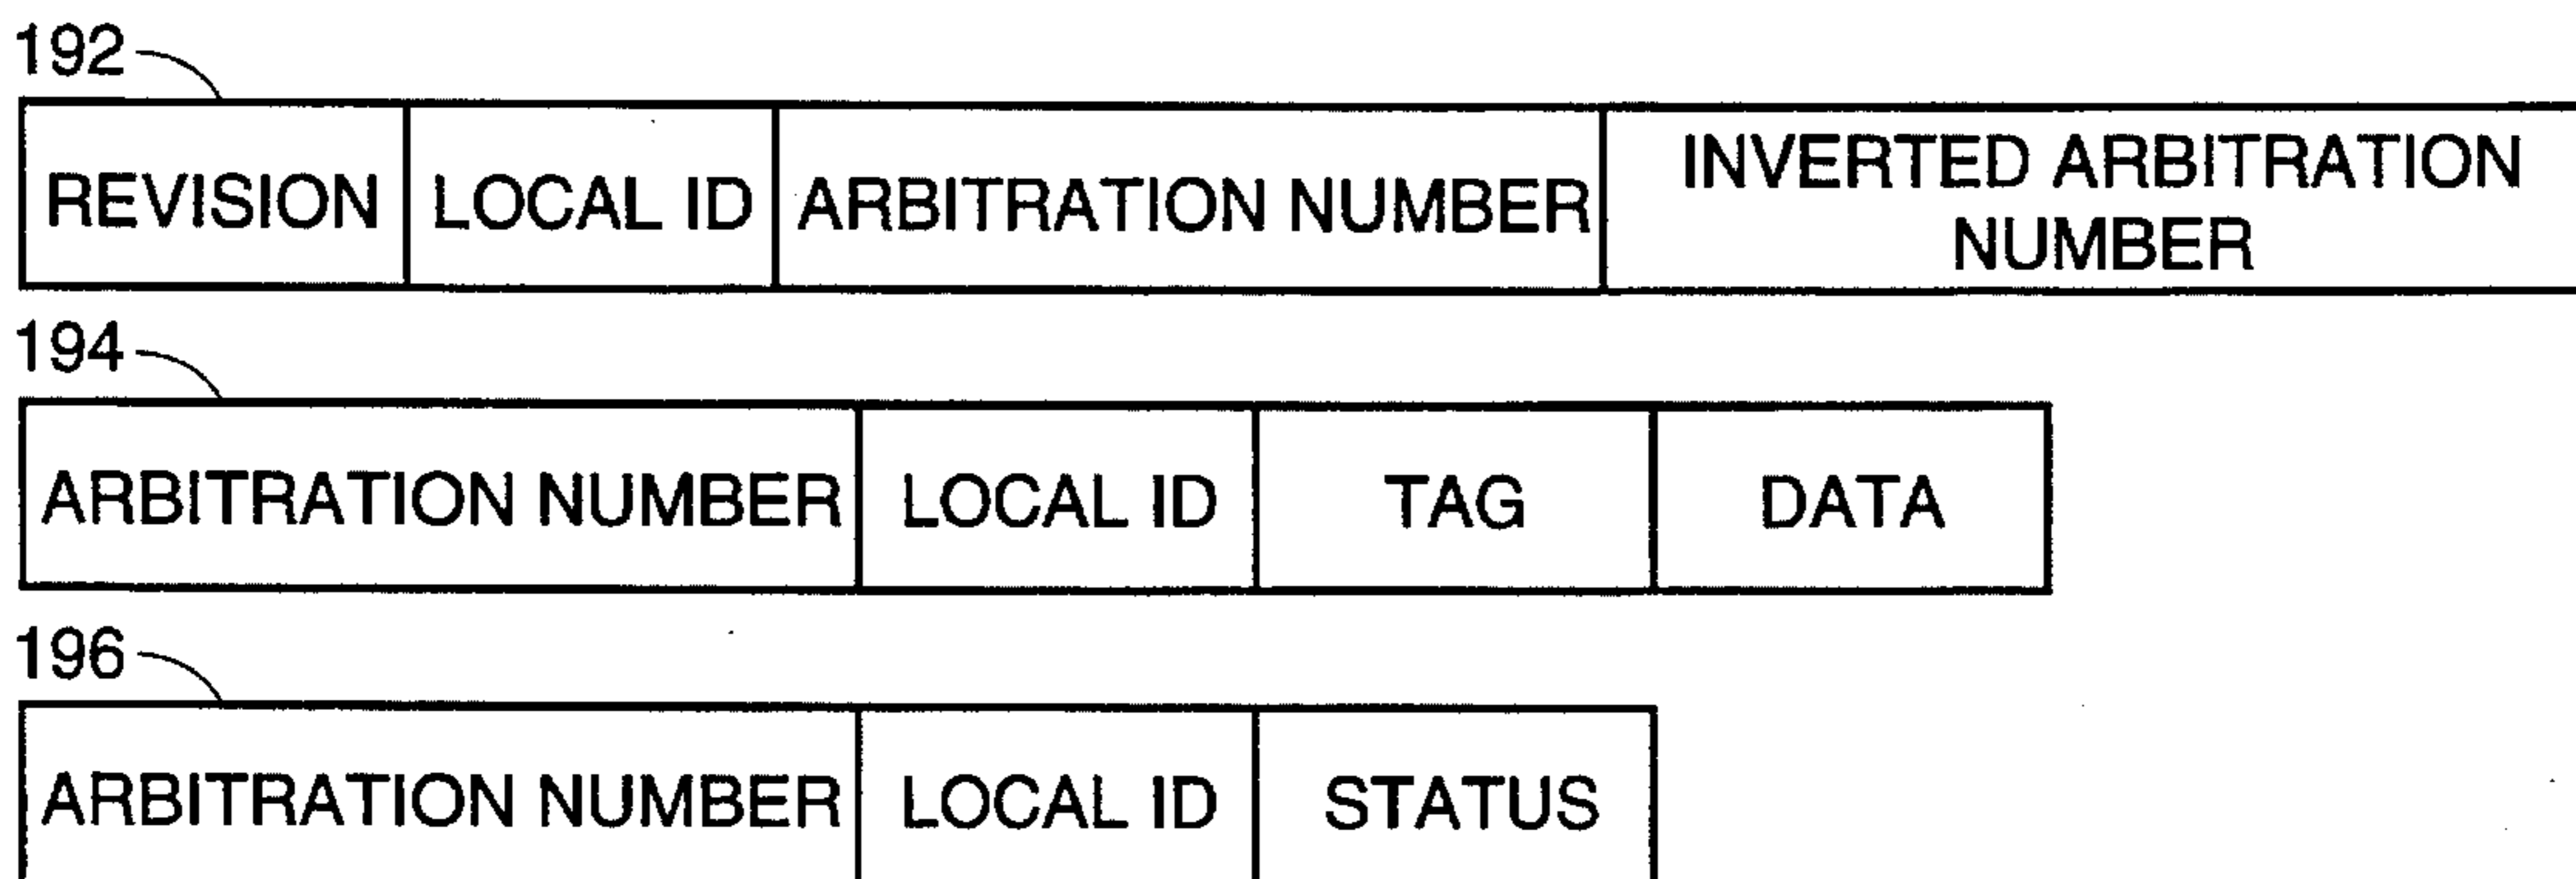 192
REVISION LOCAL ID ARBITRATION NUMBER INVERTED ARBITRATION
NUMBER
194
ARBITRATION NUMBER LOCAL ID TAG DATA
196
ARBITRATION NUMBER LOCAL ID STATUS